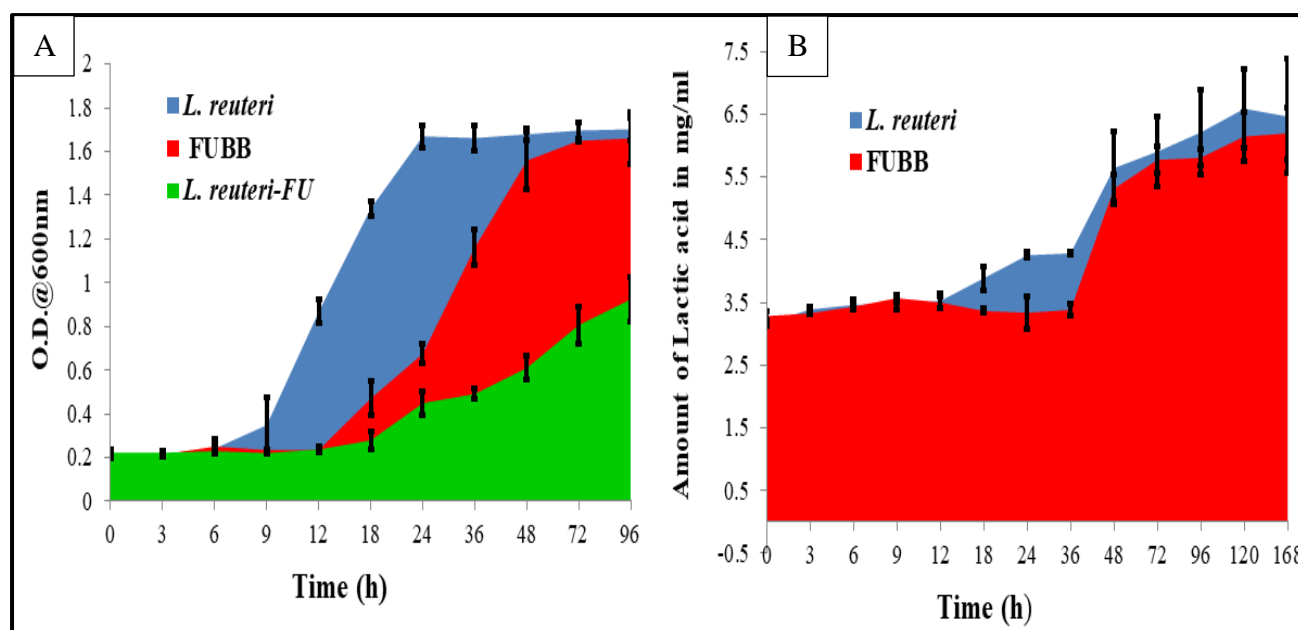 A
2
1.8
1.6
1.4
1.2
1
0.8
0.6
0.4
0.2
0
O.D.@600nm
L. reuteri
FUBB
L. reuteri-FU
0 3 6 9 12 18 24 36 48 72 96
Time (h)
B
7.5
6.5
5.5
4.5
3.5
2.5
1.5
0.5
-0.5
Amount of Lactic acid in mg/ml
L. reuteri
FUBB
0 3 6 9 12 18 24 36 48 72 96 120 168
Time (h)